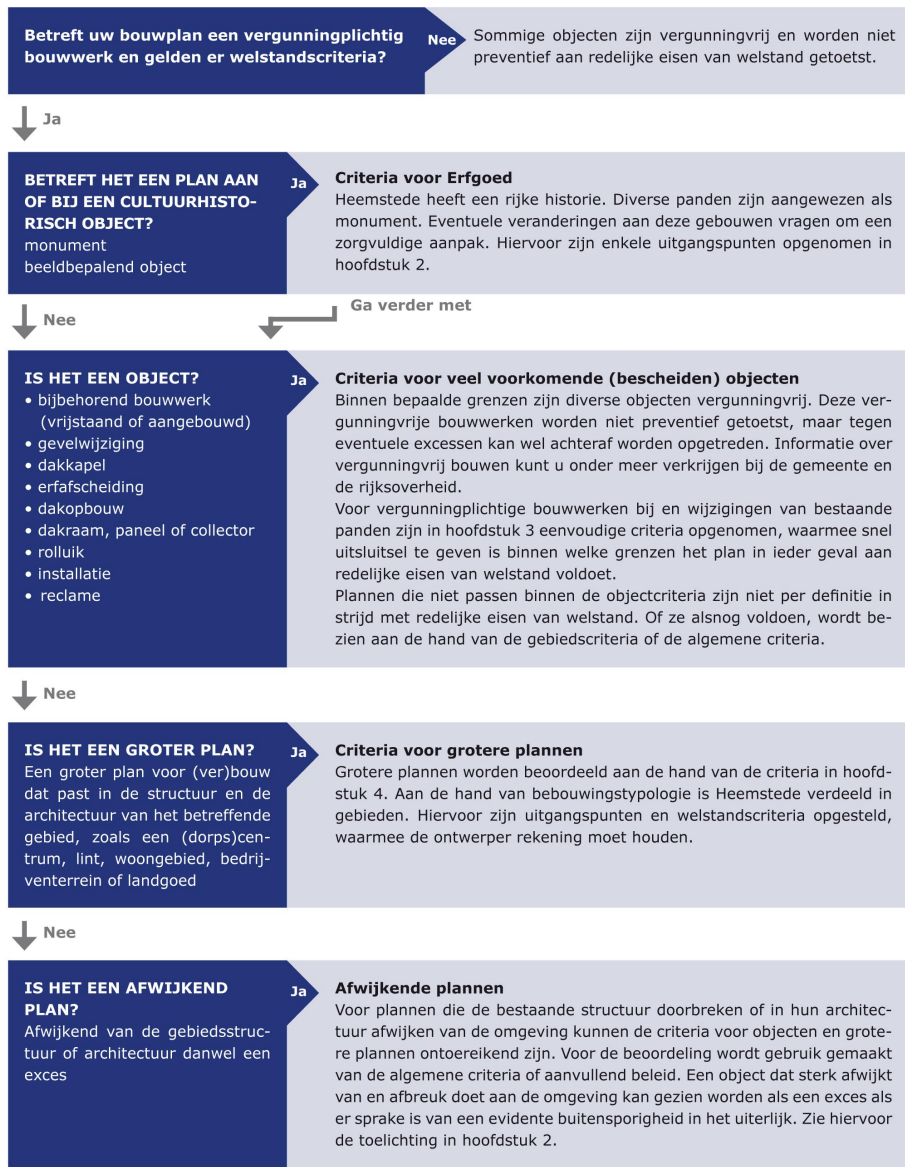 Betreft uw bouwplan een vergunningplichtig
bouwwerk en gelden er welstandscriteria?
Nee
Sommige objecten zijn vergunningvrij en worden niet
preventief aan redelijke eisen van welstand getoetst.
Ja
BETREFT HET EEN PLAN AAN
OF BIJ EEN CULTUURHISTO-
RISCH OBJECT?
monument
beeldbepalend object
Ja
Criteria voor Erfgoed
Heemstede heeft een rijke historie. Diverse panden zijn aangewezen als
monument. Eventuele veranderingen aan deze gebouwen vragen om een
zorgvuldige aanpak. Hiervoor zijn enkele uitgangspunten opgenomen in
hoofdstuk 2.
Nee
Ga verder met
IS HET EEN OBJECT?
• bijbehorend bouwwerk
(vrijstaand of aangebouwd)
• gevelwijziging
• dakkapel
• erfafscheiding
• dakopbouw
• dakraam, paneel of collector
• rolluik
• installatie
• reclame
Ja
Criteria voor veel voorkomende (bescheiden) objecten
Binnen bepaalde grenzen zijn diverse objecten vergunningvrij. Deze ver-
gunningvrije bouwwerken worden niet preventief getoetst, maar tegen
eventuele excessen kan wel achteraf worden opgetreden. Informatie over
vergunningvrij bouwen kunt u onder meer verkrijgen bij de gemeente en
de rijksoverheid.
Voor vergunningplichtige bouwwerken bij en wijzigingen van bestaande
panden zijn in hoofdstuk 3 eenvoudige criteria opgenomen, waarmee snel
uitsluitsel te geven is binnen welke grenzen het plan in ieder geval aan
redelijke eisen van welstand voldoet.
Plannen die niet passen binnen de objectcriteria zijn niet per definitie in
strijd met redelijke eisen van welstand. Of ze alsnog voldoen, wordt be-
zien aan de hand van de gebiedscriteria of de algemene criteria.
Nee
IS HET EEN GROTER PLAN?
Een groter plan voor (ver)bouw
dat past in de structuur en de
architectuur van het betreffende
gebied, zoals een (dorps)cen-
trum, lint, woongebied, bedrij-
venterrein of landgoed
Ja
Criteria voor grotere plannen
Grotere plannen worden beoordeeld aan de hand van de criteria in hoofd-
stuk 4. Aan de hand van bebouwingstypologie is Heemstede verdeeld in
gebieden. Hiervoor zijn uitgangspunten en welstandscriteria opgesteld,
waarmee de ontwerper rekening moet houden.
Nee
IS HET EEN AFWIJKEND
PLAN?
Afwijkend van de gebiedsstruc-
tuur of architectuur danwel een
exces
Ja
Afwijkende plannen
Voor plannen die de bestaande structuur doorbreken of in hun architec-
tuur afwijken van de omgeving kunnen de criteria voor objecten en grote-
re plannen ontoereikend zijn. Voor de beoordeling wordt gebruik gemaakt
van de algemene criteria of aanvullend beleid. Een object dat sterk afwijkt
van en afbreuk doet aan de omgeving kan gezien worden als een exces als
er sprake is van een evidente buitensporigheid in het uiterlijk. Zie hiervoor
de toelichting in hoofdstuk 2.